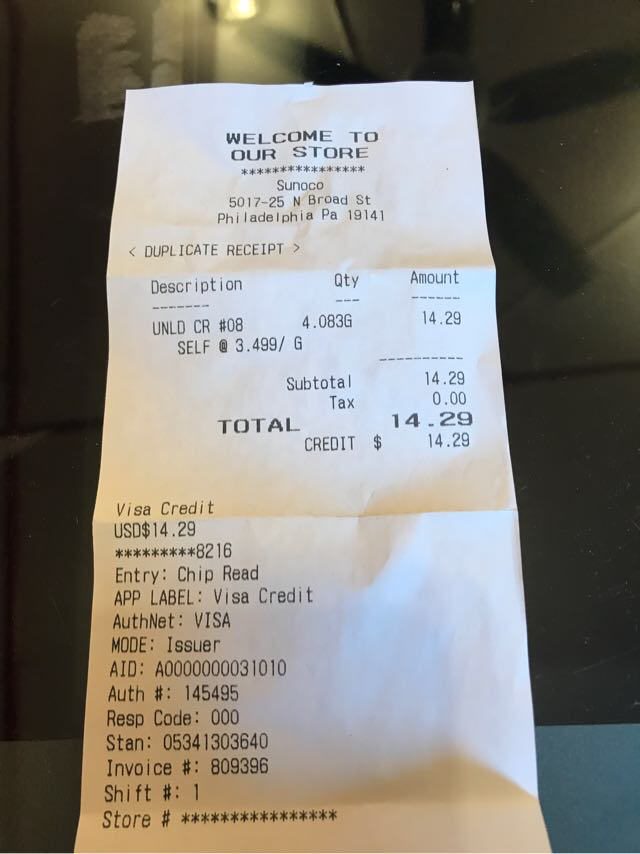 WELCOME TO
OUR STORE
****************
Sunoco
5017-25 N Broad St
Philadelphia Pa 19141
< DUPLICATE RECEIPT >
Description Qty Amount
------- --- ------
UNLD CR #08 4.083G 14.29
SELF @ 3.499/ G
----------
Subtotal 14.29
Tax 0.00
TOTAL 14.29
CREDIT $ 14.29
Visa Credit
USD$14.29
*********8216
Entry: Chip Read
APP LABEL: Visa Credit
AuthNet: VISA
MODE: Issuer
AID: A0000000031010
Auth #: 145495
Resp Code: 000
Stan: 05341303640
Invoice #: 809396
Shift #: 1
Store # ****************